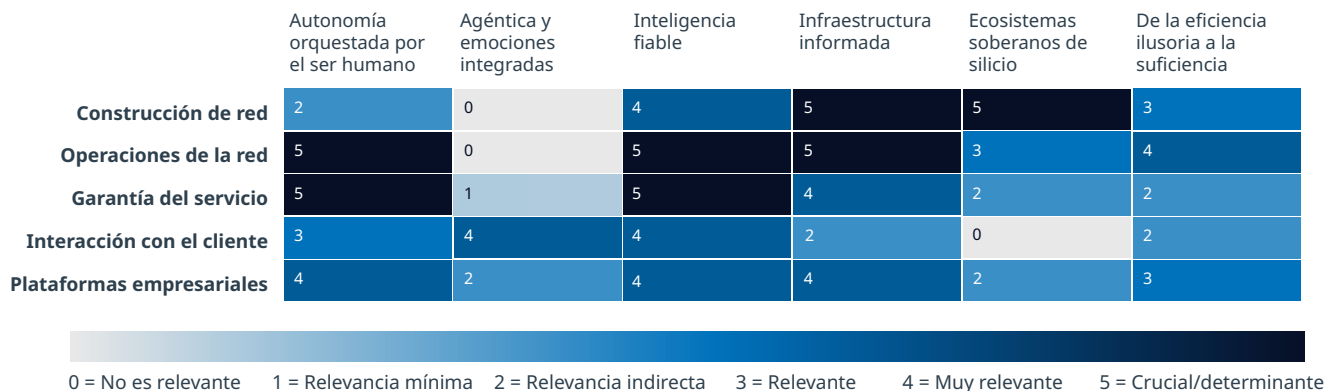 Autonomía
orquestada por
el ser humano
Agéntica y
emociones
integradas
Inteligencia
fiable
Infraestructura
informada
Ecosistemas
soberanos de
silicio
De la eficiencia
ilusoria a la
suficiencia
Construcción de red 2 0 4 5 5 3
Operaciones de la red 5 0 5 5 3 4
Garantía del servicio 5 1 5 4 2 2
Interacción con el cliente 3 4 4 2 0 2
Plataformas empresariales 4 2 4 4 2 3
0 = No es relevante 1 = Relevancia mínima 2 = Relevancia indirecta 3 = Relevante 4 = Muy relevante 5 = Crucial/determinante